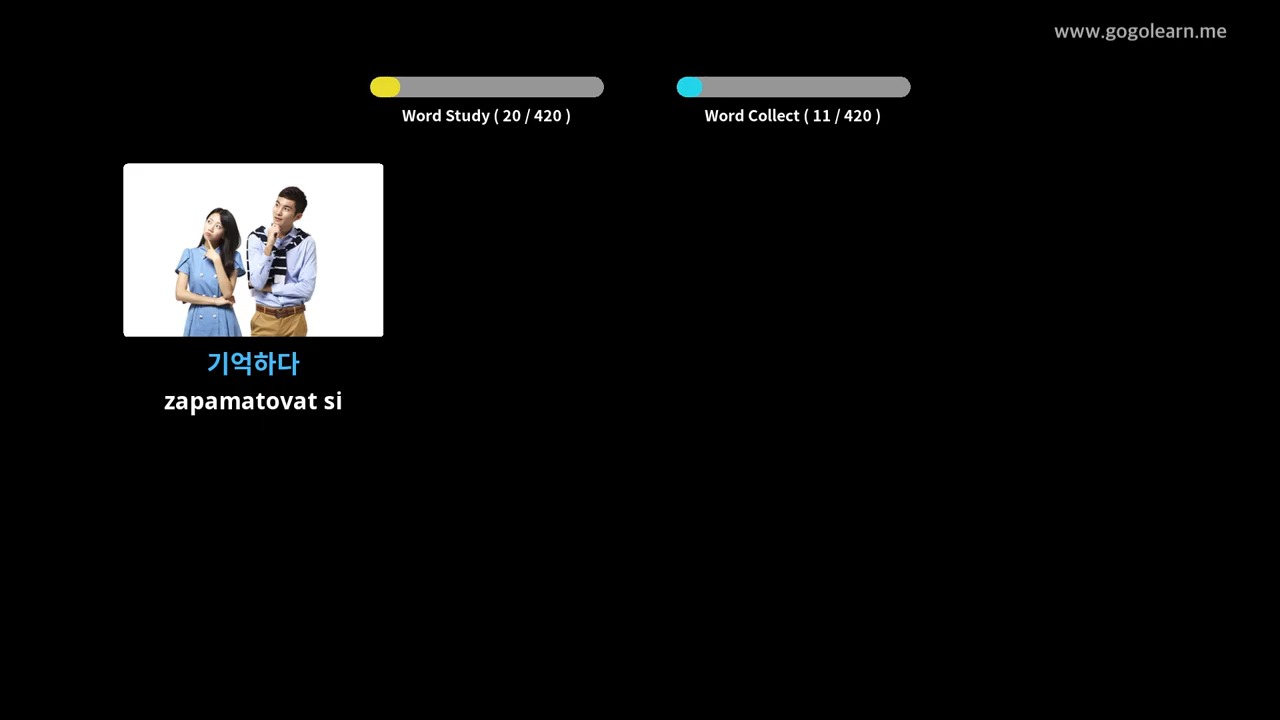 www.gogolearn.me
Word Study ( 20 / 420 )
Word Collect ( 11 / 420 )
기억하다
zapamatovat si